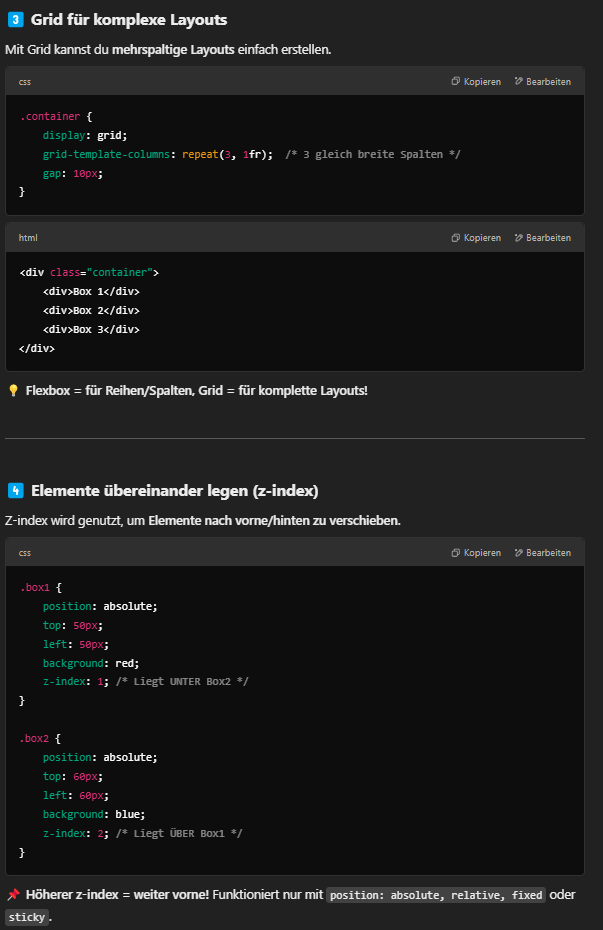 3 Grid für komplexe Layouts
Mit Grid kannst du mehrspaltige Layouts einfach erstellen.
css Kopieren Bearbeiten
.container {
    display: grid;
    grid-template-columns: repeat(3, 1fr);  /* 3 gleich breite Spalten */
    gap: 10px;
}
html Kopieren Bearbeiten
<div class="container">
    <div>Box 1</div>
    <div>Box 2</div>
    <div>Box 3</div>
</div>
💡 Flexbox = für Reihen/Spalten, Grid = für komplette Layouts!
4 Elemente übereinander legen (z-index)
Z-index wird genutzt, um Elemente nach vorne/hinten zu verschieben.
css Kopieren Bearbeiten
.box1 {
    position: absolute;
    top: 50px;
    left: 50px;
    background: red;
    z-index: 1; /* Liegt UNTER Box2 */
}
.box2 {
    position: absolute;
    top: 60px;
    left: 60px;
    background: blue;
    z-index: 2; /* Liegt ÜBER Box1 */
}
📌 Höherer z-index = weiter vorne! Funktioniert nur mit position: absolute, relative, fixed oder
sticky.